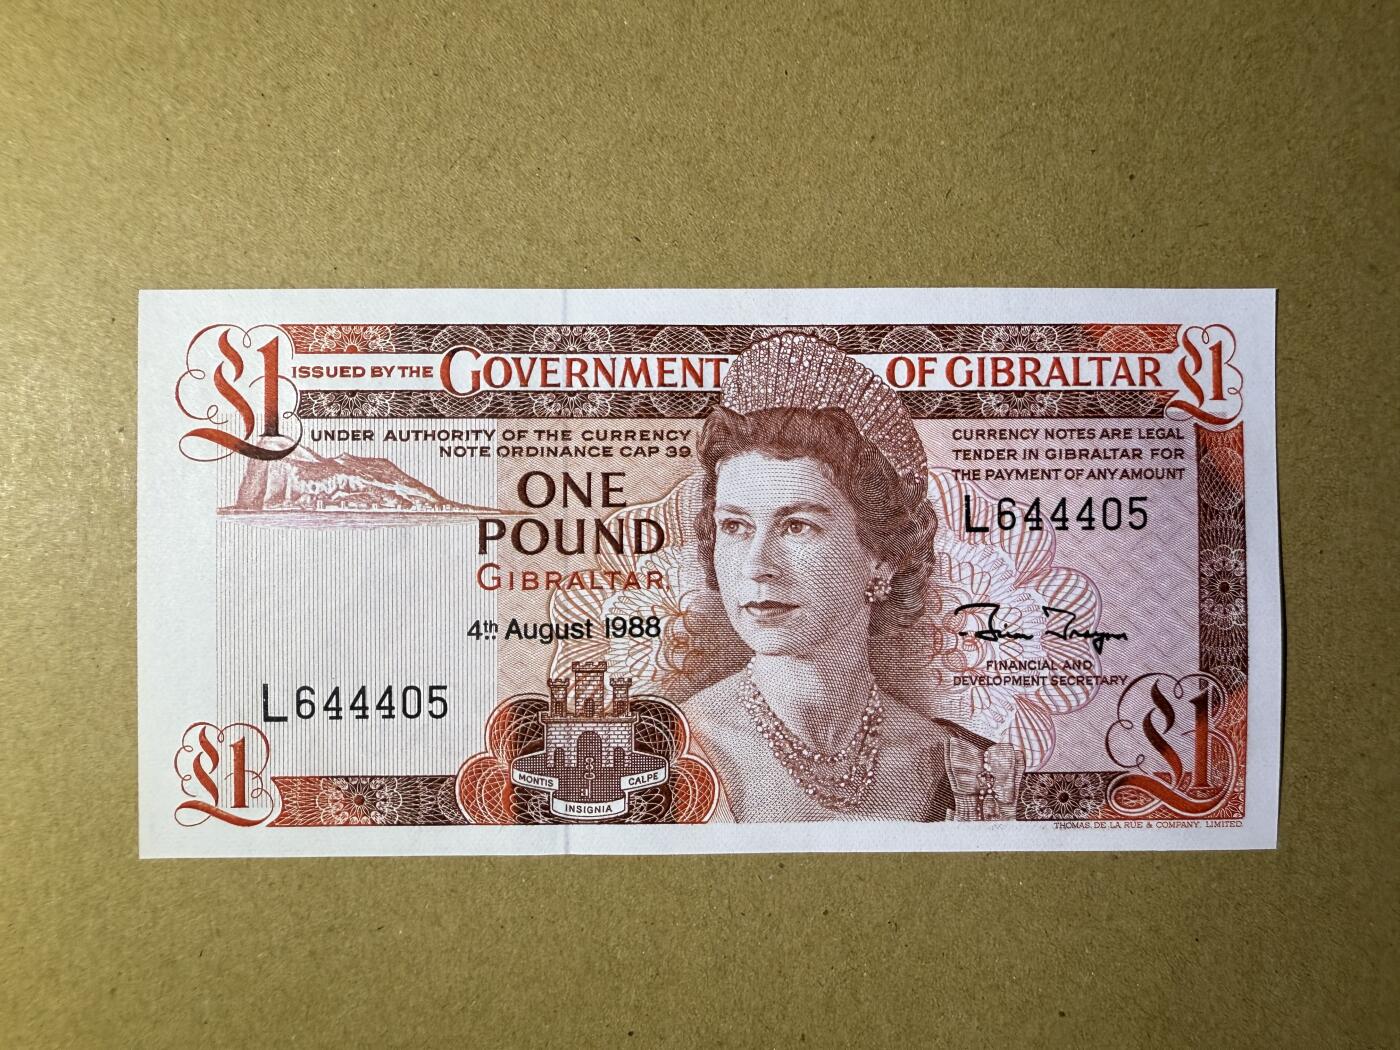 £1 ISSUED BY THE GOVERNMENT OF GIBRALTAR £1
UNDER AUTHORITY OF THE CURRENCY
NOTE ORDINANCE CAP 39.
ONE
POUND
GIBRALTAR.
4th August 1988
L644405
MONTIS CALPE
INSIGNIA
£1
CURRENCY NOTES ARE LEGAL
TENDER IN GIBRALTAR FOR
THE PAYMENT OF ANY AMOUNT
L644405
FINANCIAL AND
DEVELOPMENT SECRETARY
£1
THOMAS DE LA RUE & COMPANY, LIMITED.